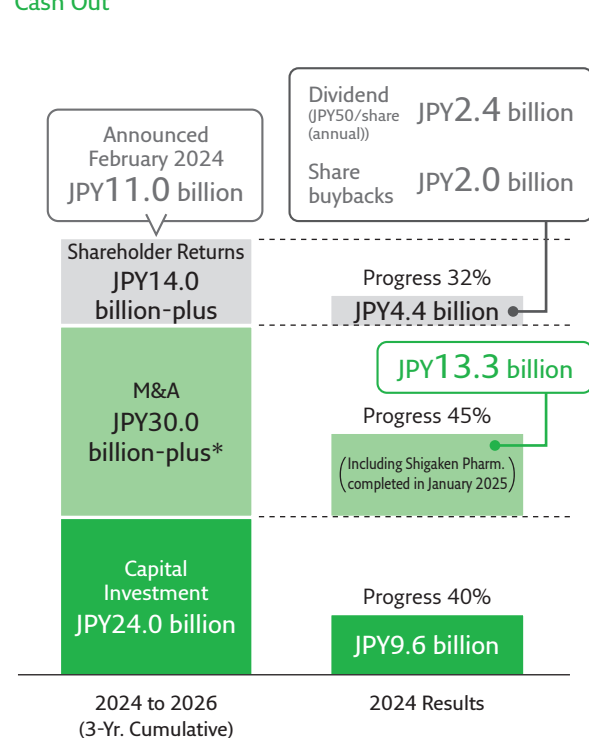 Cash Out
Announced
February 2024
JPY11.0 billion
Dividend
(JPY50/share
(annual))
JPY2.4 billion
Share
buybacks
JPY2.0 billion
Shareholder Returns
JPY14.0
billion-plus
Progress 32%
JPY4.4 billion
JPY13.3 billion
M&A
JPY30.0
billion-plus*
Progress 45%
(Including Shigaken Pharm.
completed in January 2025)
Capital
Investment
JPY24.0 billion
Progress 40%
JPY9.6 billion
2024 to 2026
(3-Yr. Cumulative)
2024 Results